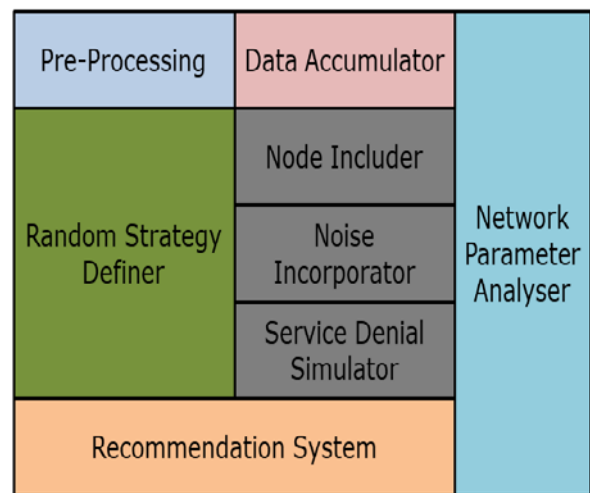 Pre-Processing
Data Accumulator
Node Includer
Random Strategy
Definer
Noise
Incorporator
Network
Parameter
Analyser
Service Denial
Simulator
Recommendation System